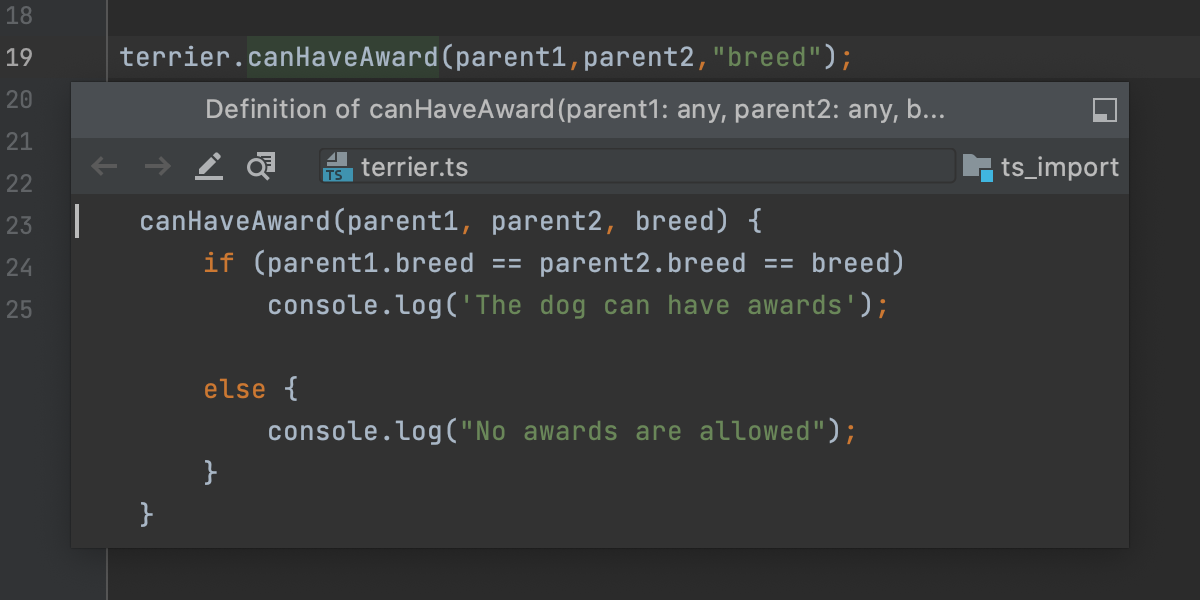 18
19 terrier.canHaveAward(parent1,parent2,"breed");
20 Definition of canHaveAward(parent1: any, parent2: any, b...
21
22 TS terrier.ts ts_import
23 canHaveAward(parent1, parent2, breed) {
24 if (parent1.breed == parent2.breed == breed)
25 console.log('The dog can have awards');
else {
console.log("No awards are allowed");
}
}